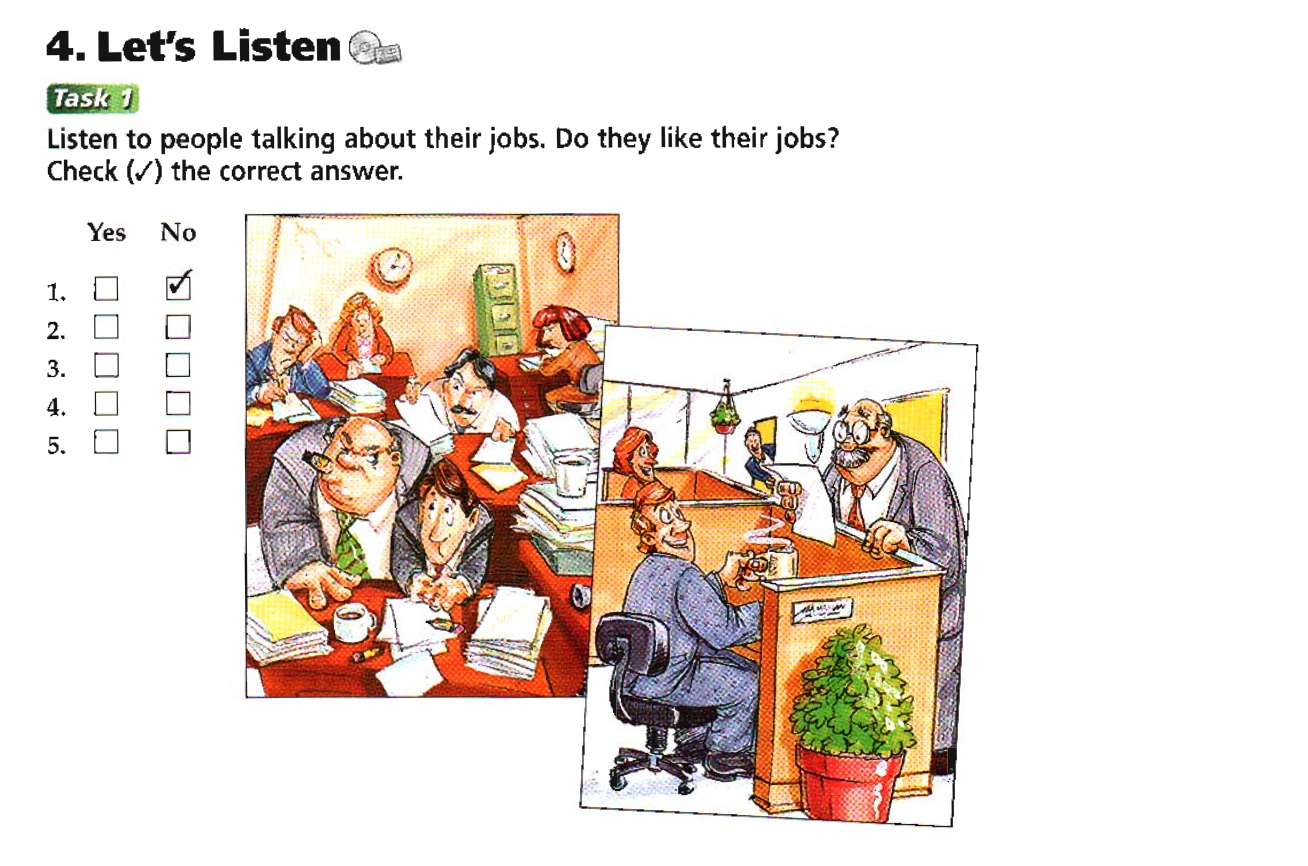 4. Let's Listen
Task 1
Listen to people talking about their jobs. Do they like their jobs?
Check (✓) the correct answer.
Yes No
1. ☐ ☑
2. ☐ ☐
3. ☐ ☐
4. ☐ ☐
5. ☐ ☐